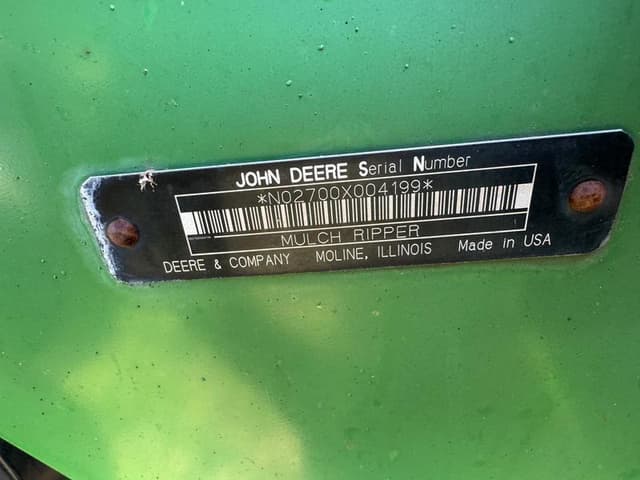 JOHN DEERE Serial Number
*N02700X004199*
MULCH RIPPER
DEERE & COMPANY MOLINE, ILLINOIS Made in USA